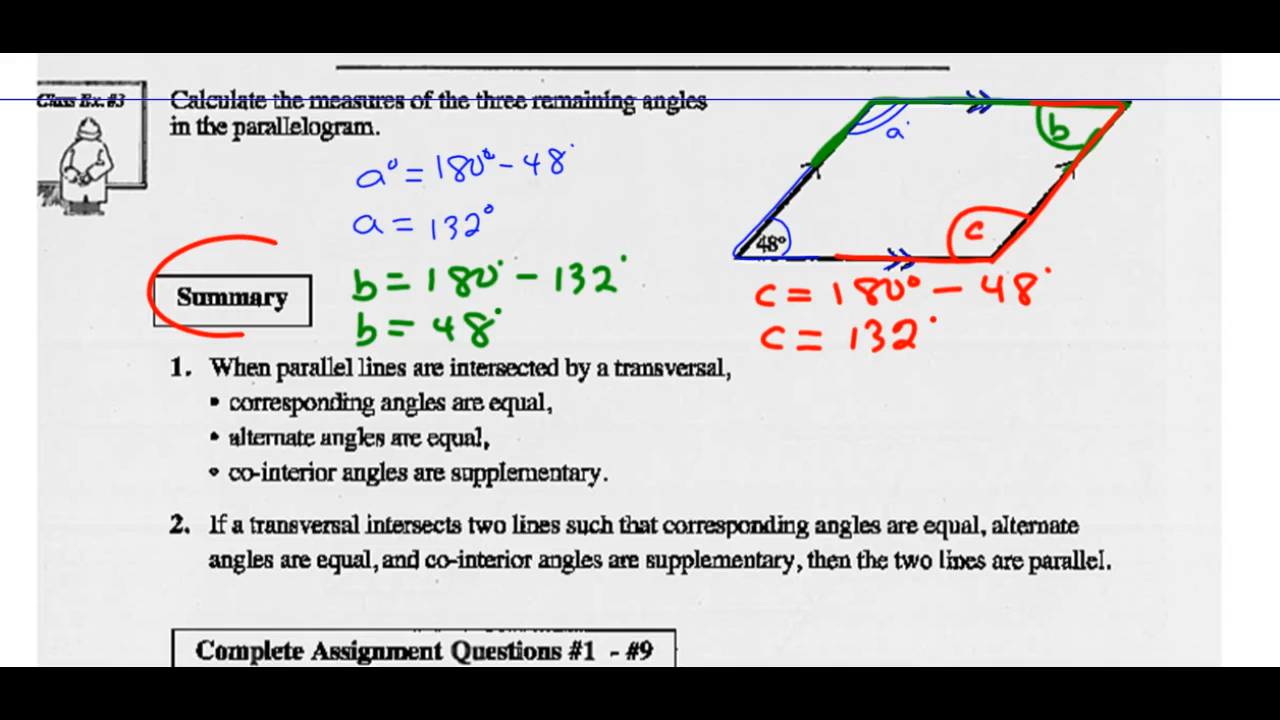 Class Ex. #3
Calculate the measures of the three remaining angles
in the parallelogram.
a° = 180° - 48°
a = 132°
b = 180° - 132°
b = 48°
a°
b
48°
c
c = 180° - 48°
c = 132°
Summary
1. When parallel lines are intersected by a transversal,
• corresponding angles are equal,
• alternate angles are equal,
• co-interior angles are supplementary.
2. If a transversal intersects two lines such that corresponding angles are equal, alternate
angles are equal, and co-interior angles are supplementary, then the two lines are parallel.
Complete Assignment Questions #1 - #9